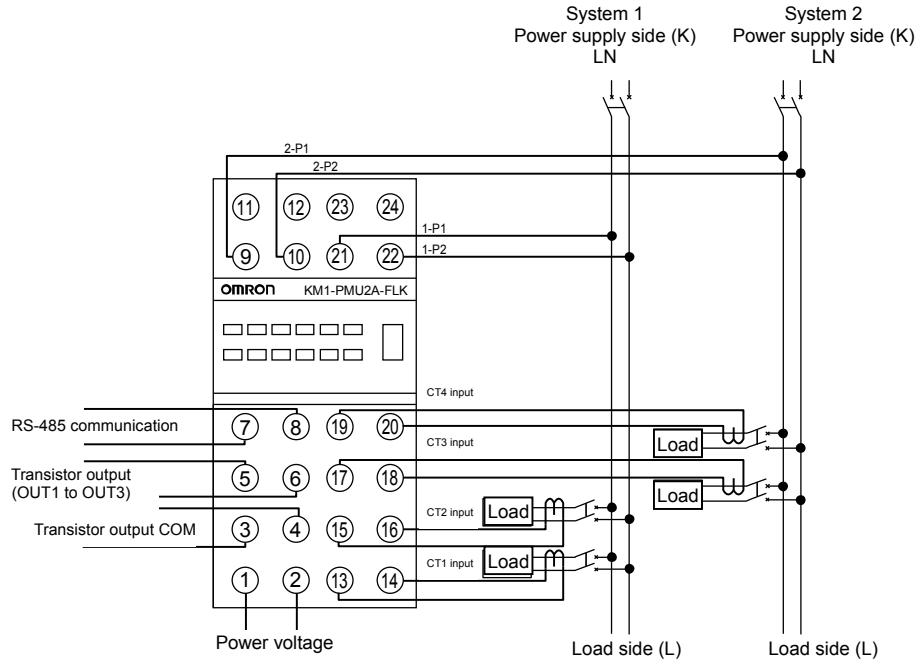 System 1
Power supply side (K)
LN
System 2
Power supply side (K)
LN
2-P1
2-P2
11 12 23 24
1-P1
9 10 21 22
1-P2
OMRON KM1-PMU2A-FLK
CT4 input
RS-485 communication
7 8 19 20
CT3 input
Load
Transistor output
(OUT1 to OUT3)
5 6 17 18
Load
CT2 input
Load
Transistor output COM
3 4 15 16
CT1 input
Load
1 2 13 14
Power voltage
Load side (L)
Load side (L)